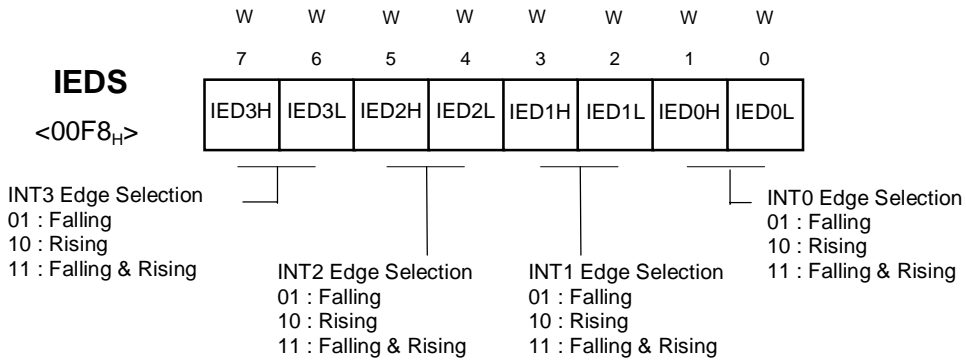 W W W W W W W W
7 6 5 4 3 2 1 0
IEDS
<00F8H>
IED3H IED3L IED2H IED2L IED1H IED1L IED0H IED0L
INT3 Edge Selection
01 : Falling
10 : Rising
11 : Falling & Rising
INT2 Edge Selection
01 : Falling
10 : Rising
11 : Falling & Rising
INT1 Edge Selection
01 : Falling
10 : Rising
11 : Falling & Rising
INT0 Edge Selection
01 : Falling
10 : Rising
11 : Falling & Rising